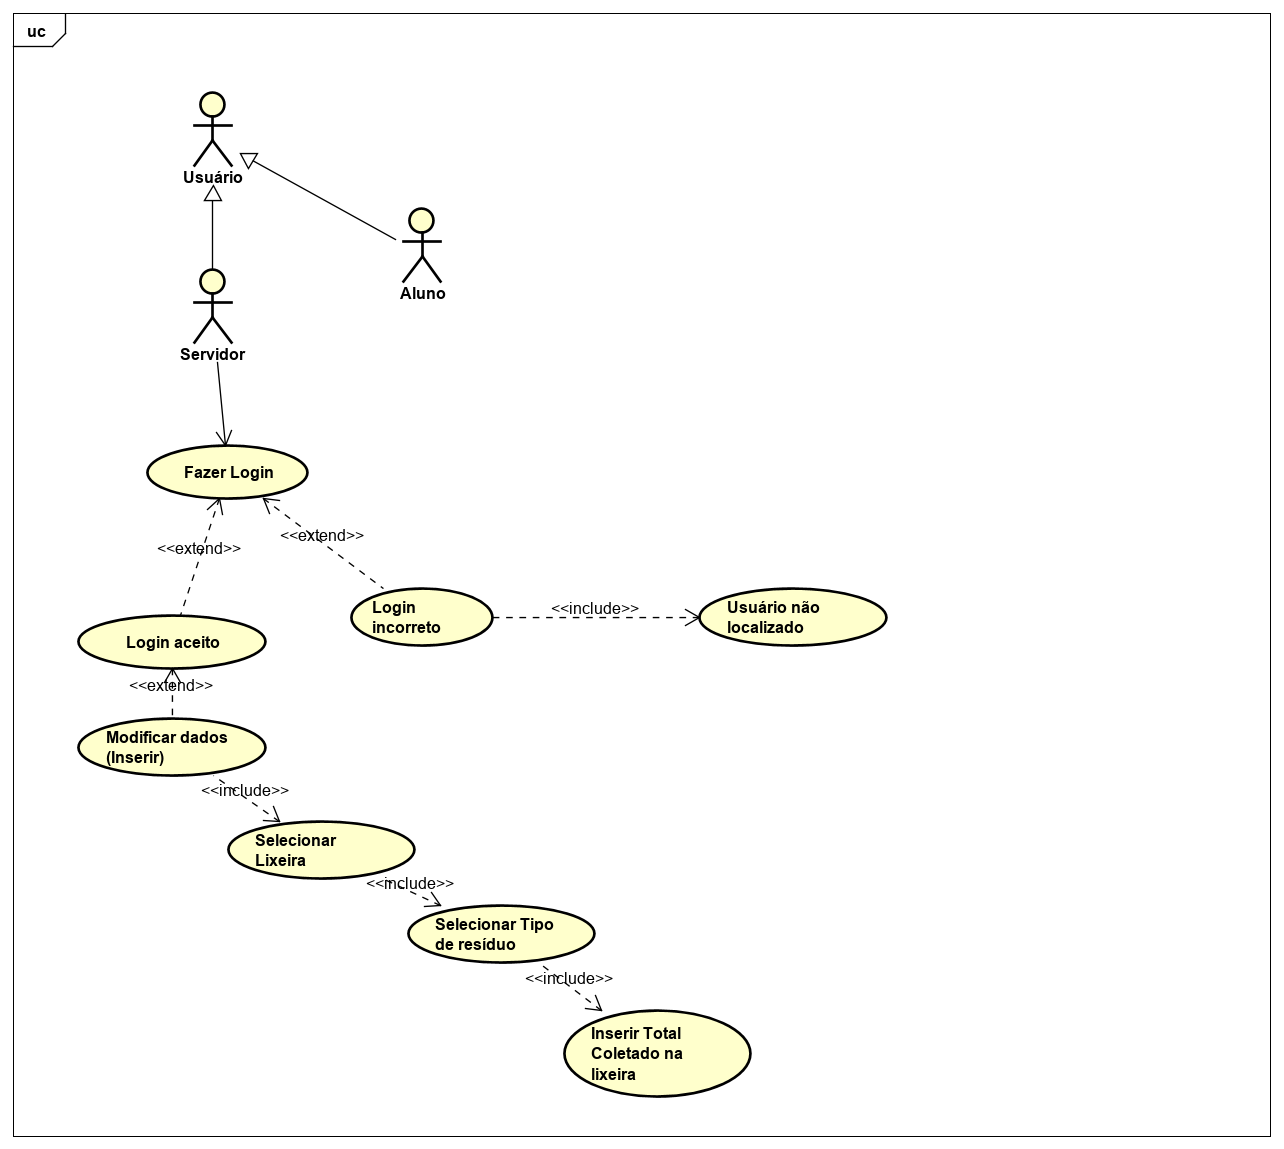 uc
Usuário
Aluno
Servidor
Fazer Login
<<extend>>
<<extend>>
Login
incorreto
<<include>>
Usuário não
localizado
Login aceito
<<extend>>
Modificar dados
(Inserir)
<<include>>
Selecionar
Lixeira
<<include>>
Selecionar Tipo
de resíduo
<<include>>
Inserir Total
Coletado na
lixeira